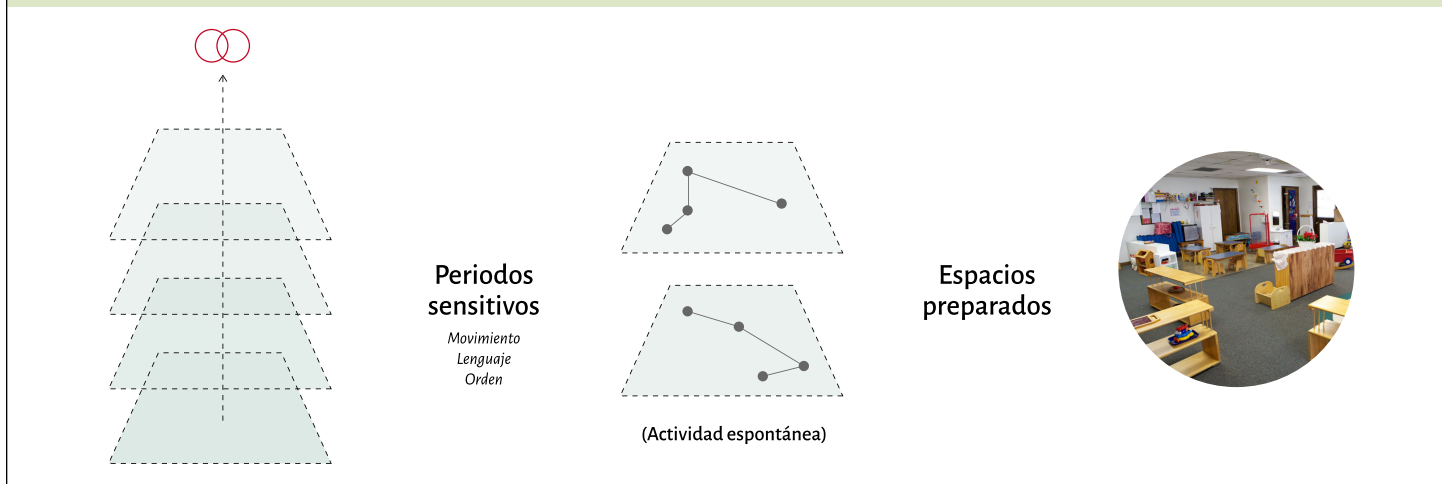 Periodos
sensitivos
Movimiento
Lenguaje
Orden
(Actividad espontánea)
Espacios
preparados